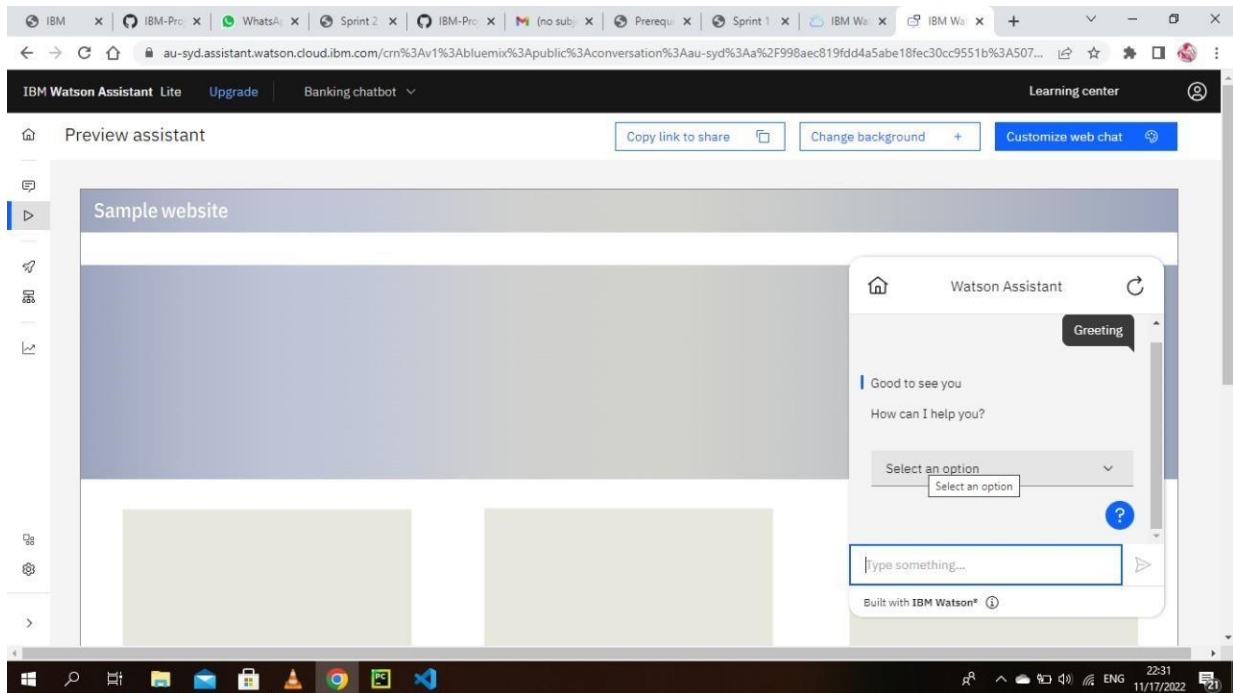 IBM
IBM-Pro
WhatsA
Sprint 2
IBM-Pro
(no subj
Prerequi
Sprint 1
IBM Wa
IBM Wa
au-syd.assistant.watson.cloud.ibm.com/crn%3Av1%3Abluemix%3Apublic%3Aconversation%3Aau-syd%3Aa%2F998aec819fdd4a5abe18fec30cc9551b%3A507...
IBM Watson Assistant Lite Upgrade Banking chatbot Learning center
Preview assistant Copy link to share Change background + Customize web chat
Sample website
Watson Assistant
Greeting
Good to see you
How can I help you?
Select an option
Select an option
?
Type something...
Built with IBM Watson®
ENG
22:31
11/17/2022
21